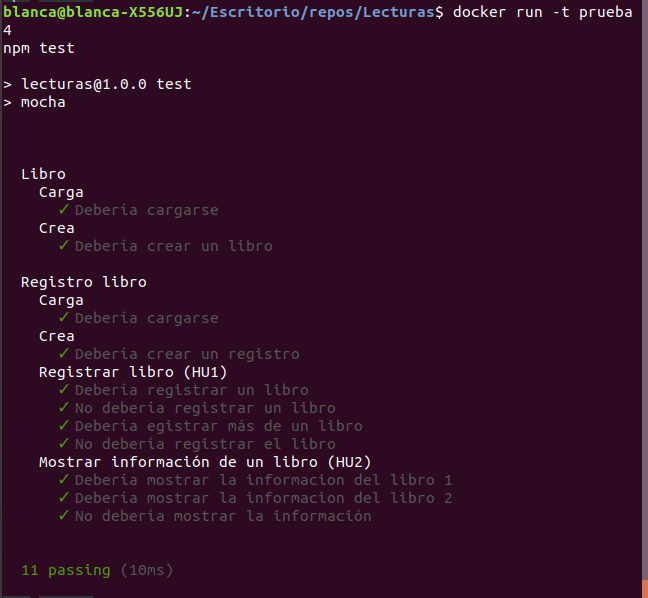 blanca@blanca-X556UJ:~/Escritorio/repos/Lecturas$ docker run -t prueba
4
npm test
> lecturas@1.0.0 test
> mocha
Libro
Carga
✓ Debería cargarse
Crea
✓ Debería crear un libro
Registro libro
Carga
✓ Debería cargarse
Crea
✓ Debería crear un registro
Registrar libro (HU1)
✓ Debería registrar un libro
✓ No debería registrar un libro
✓ Debería egistrar más de un libro
✓ No debería registrar el libro
Mostrar información de un libro (HU2)
✓ Debería mostrar la informacion del libro 1
✓ Debería mostrar la informacion del libro 2
✓ No debería mostrar la información
11 passing (10ms)